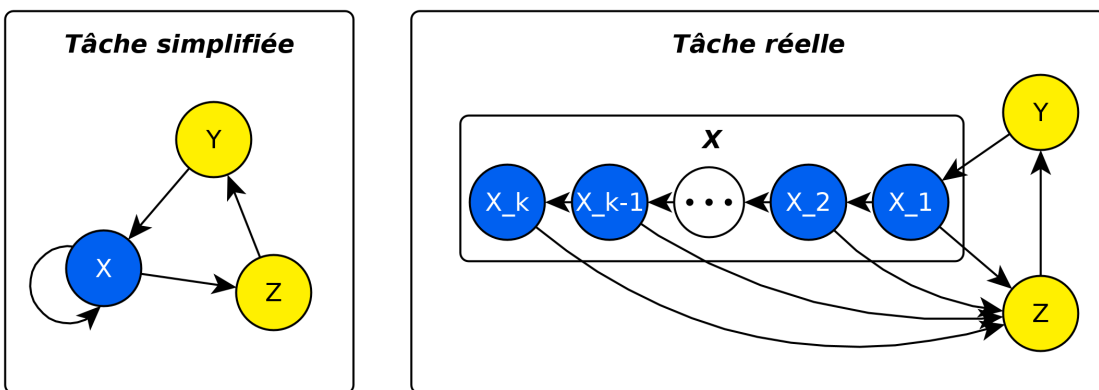 Tâche simplifiée
Y
X
Z
Tâche réelle
Y
X
X_k
X_k-1
•••
X_2
X_1
Z